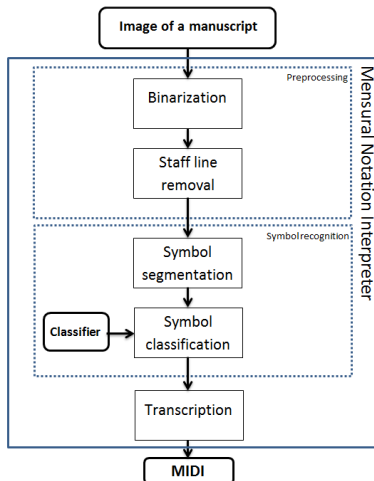 Image of a manuscript
Preprocessing
Mensural Notation Interpreter
Binarization
Staff line
removal
Symbol recognition
Symbol
segmentation
Classifier
Symbol
classification
Transcription
MIDI